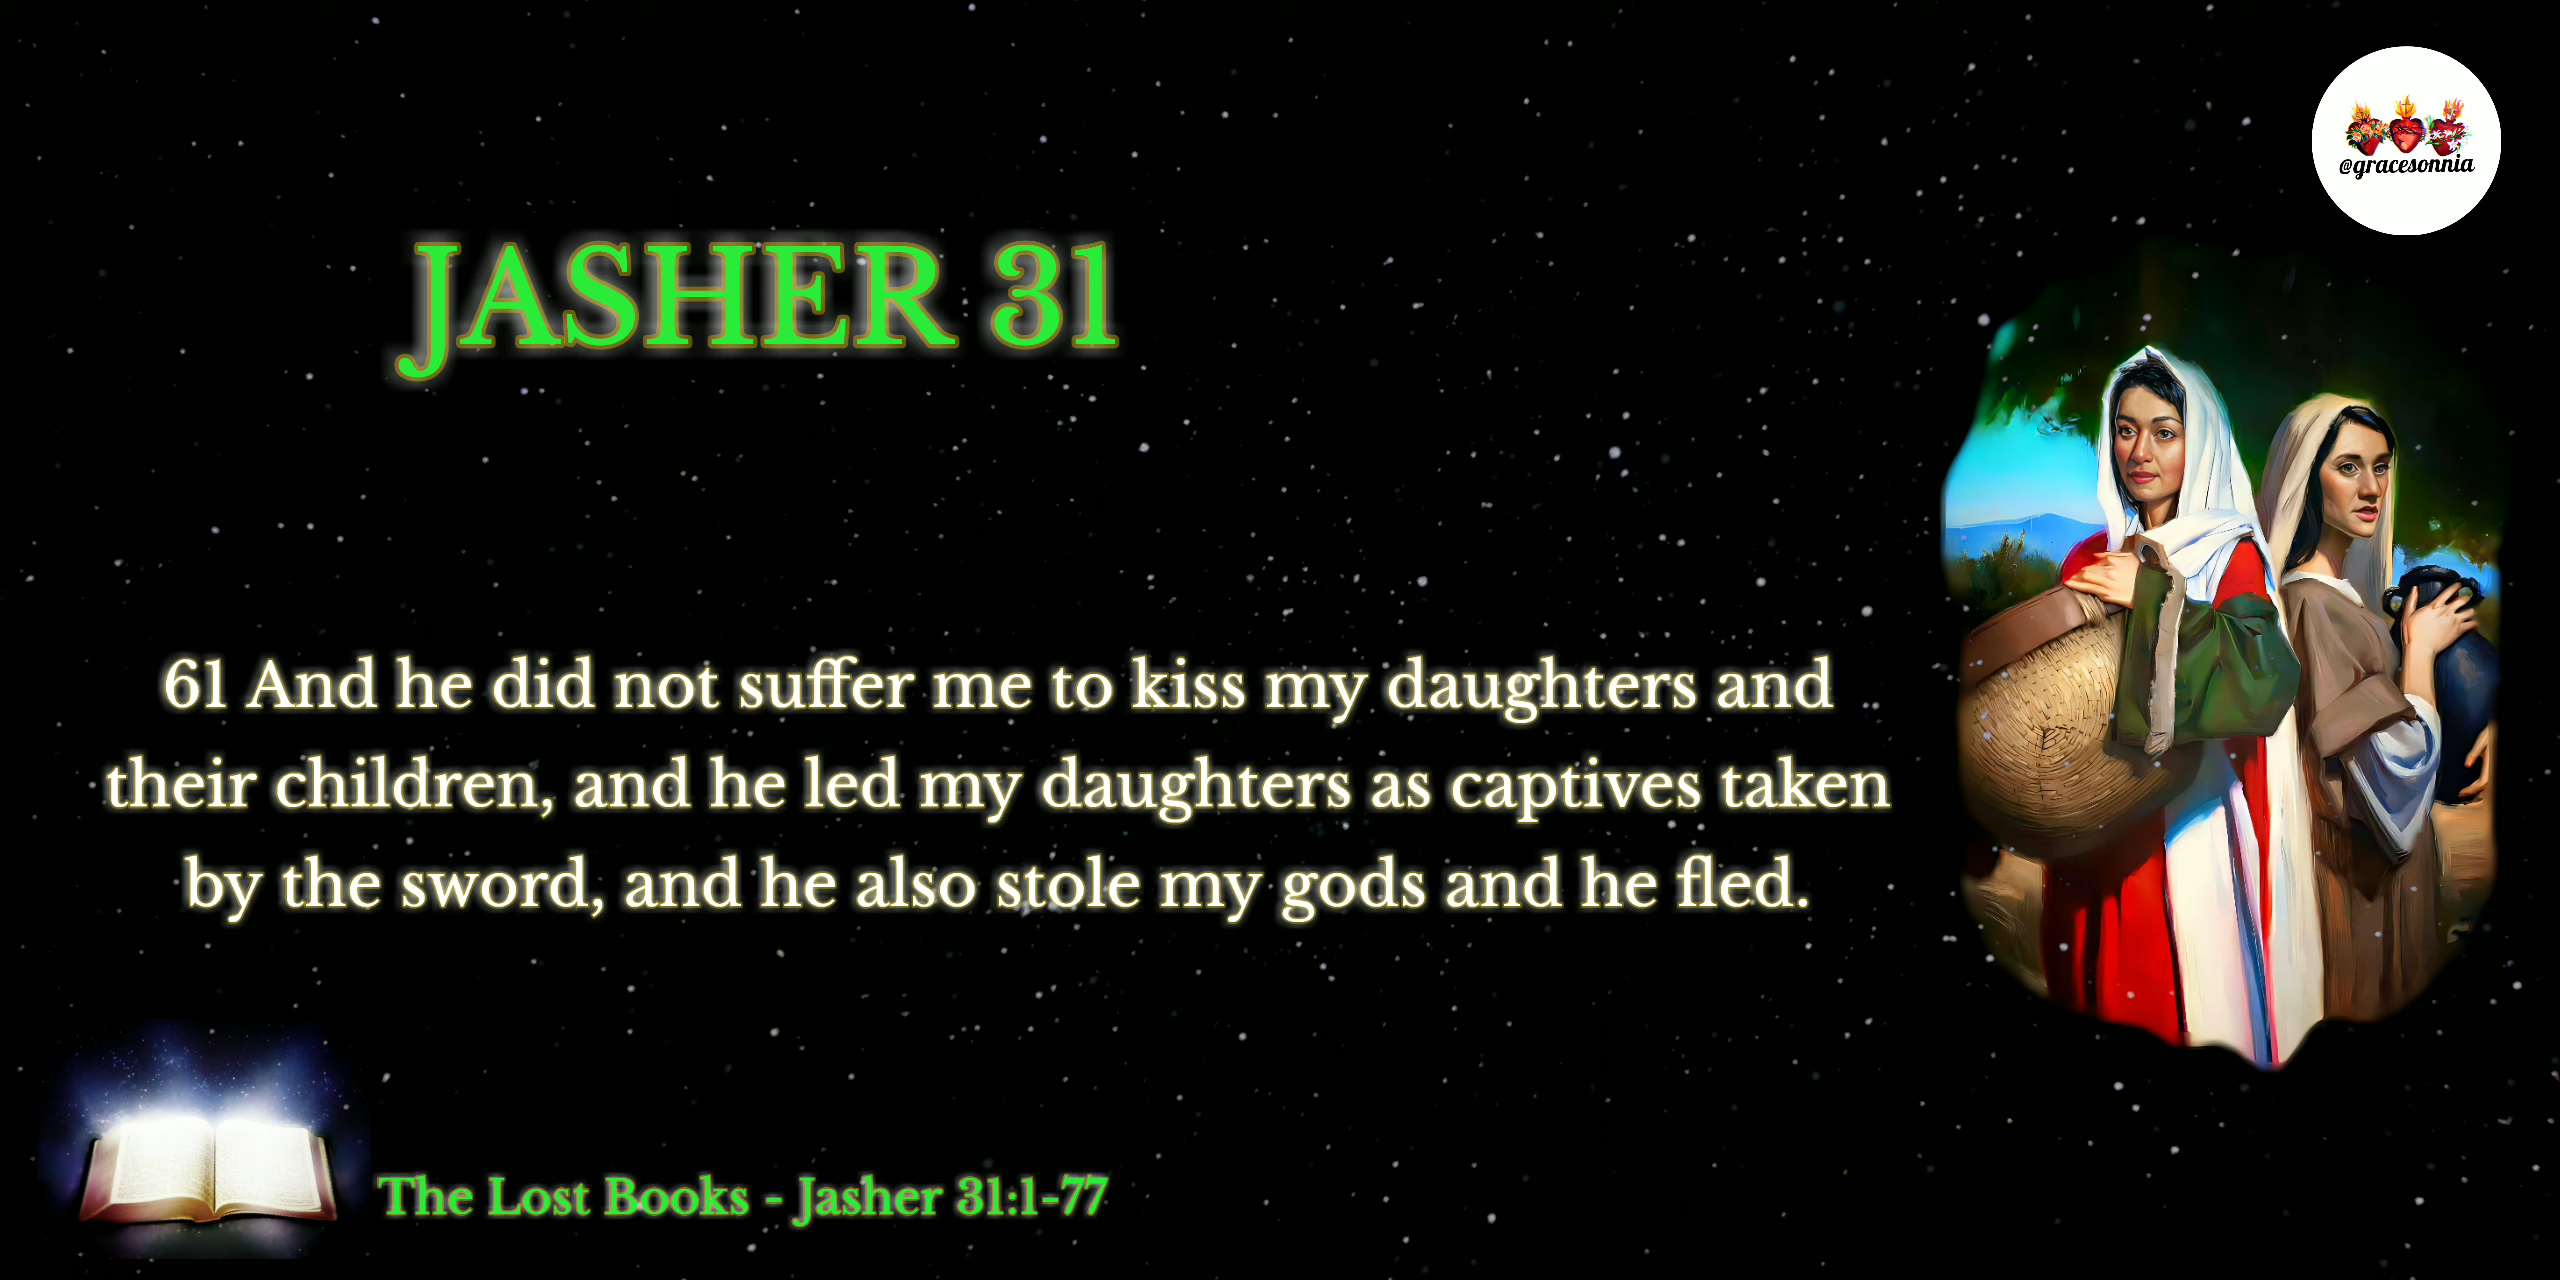 @gracesonnia
JASHER 31
61 And he did not suffer me to kiss my daughters and
their children, and he led my daughters as captives taken
by the sword, and he also stole my gods and he fled.
The Lost Books - Jasher 31:1-77